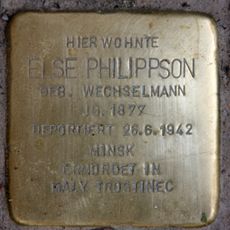 HIER WOHNTE
ELSE PHILIPPSON
GEB. WECHSELMANN
JG. 1877
DEPORTIERT 26.6.1942
MINSK
ERMORDET IN
MALY TROSTINEC